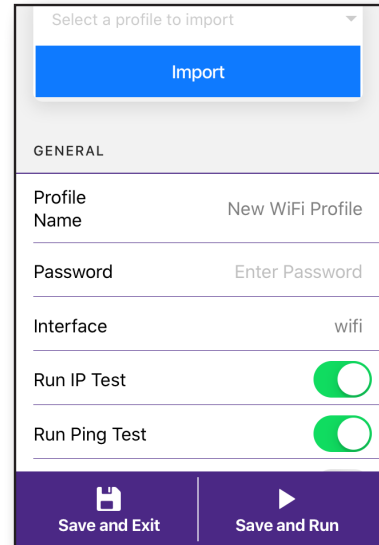 Select a profile to import
Import
GENERAL
Profile
Name
New WiFi Profile
Password
Enter Password
Interface
wifi
Run IP Test
Run Ping Test
Save and Exit
Save and Run